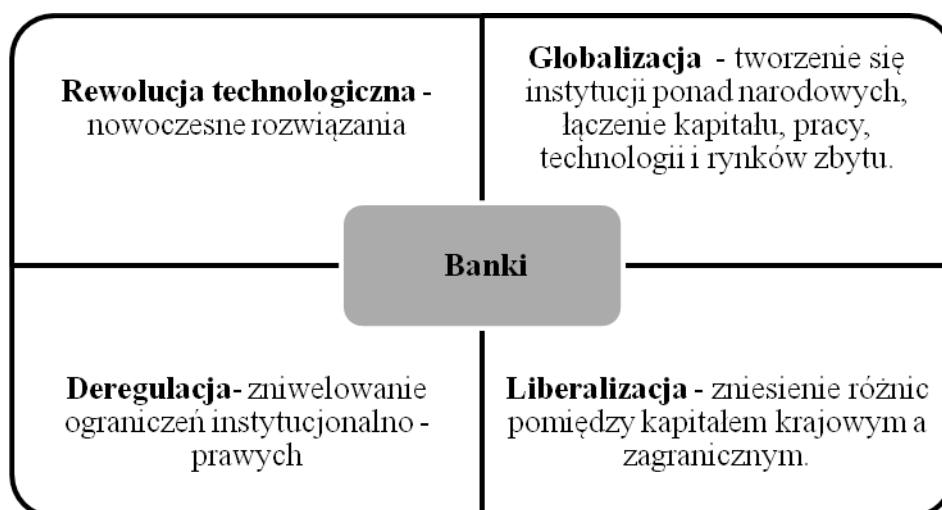 Rewolucja technologiczna -
nowoczesne rozwiązania
Globalizacja - tworzenie się
instytucji ponad narodowych,
łączenie kapitału, pracy,
technologii i rynków zbytu.
Banki
Deregulacja- zniwelowanie
ograniczeń instytucjonalno -
prawych
Liberalizacja - zniesienie różnic
pomiędzy kapitałem krajowym a
zagranicznym.